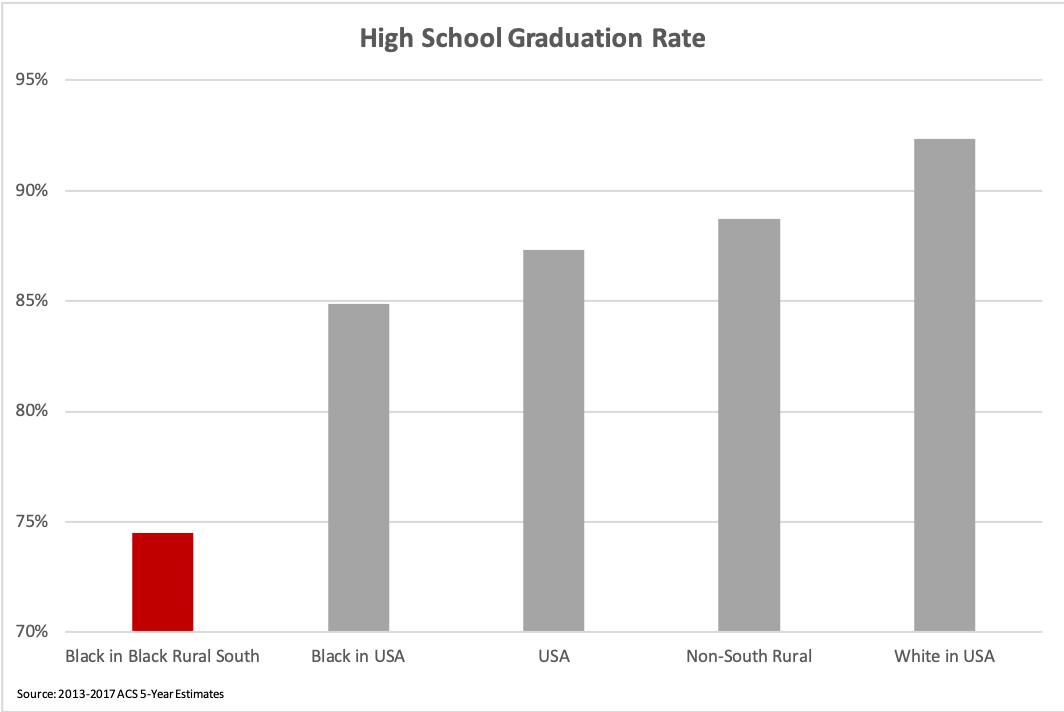 High School Graduation Rate
95%
90%
85%
80%
75%
70%
Black in Black Rural South
Black in USA
USA
Non-South Rural
White in USA
Source: 2013-2017 ACS 5-Year Estimates